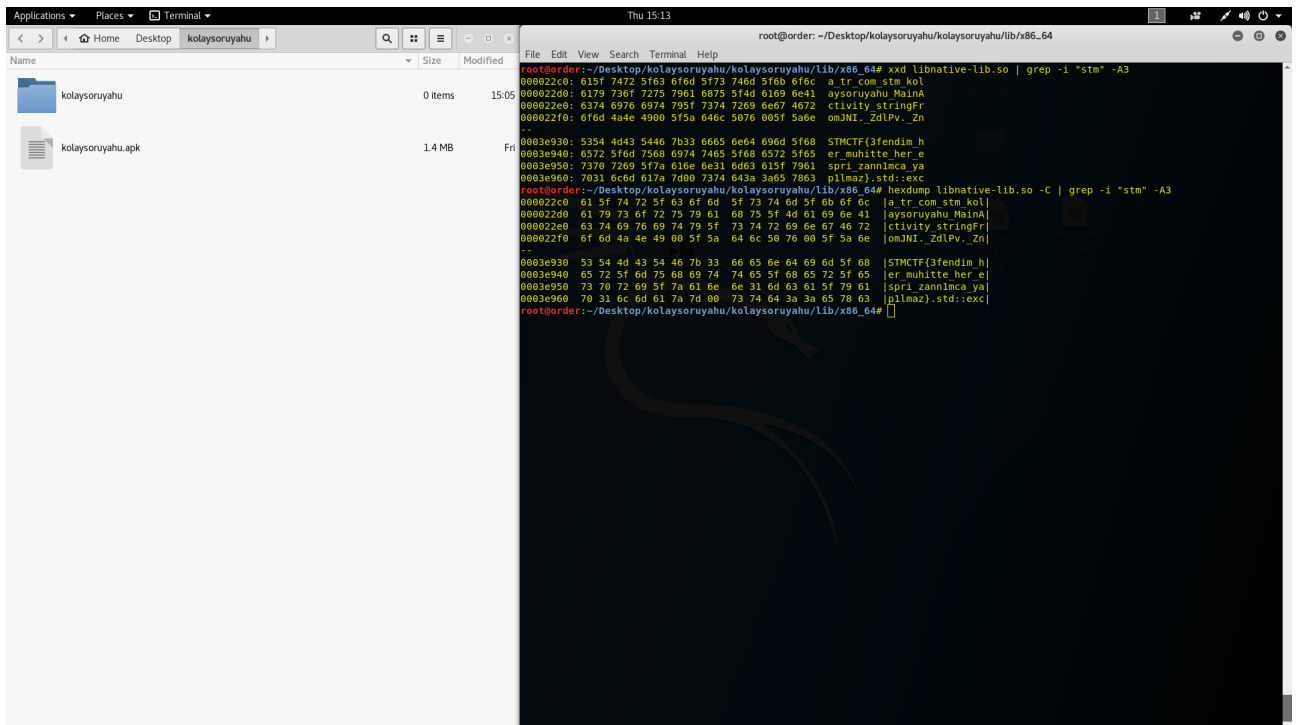 Applications Places Terminal Thu 15:13 1
Home Desktop kolaysoruyahu
Name Size Modified
kolaysoruyahu 0 items 15:05
kolaysoruyahu.apk 1.4 MB Fri
root@order: ~/Desktop/kolaysoruyahu/kolaysoruyahu/lib/x86_64
File Edit View Search Terminal Help
root@order:~/Desktop/kolaysoruyahu/kolaysoruyahu/lib/x86_64# xxd libnative-lib.so | grep -i "stm" -A3
000022c0: 615f 7472 5f63 6f6d 5f73 746d 5f6b 6f6c a_tr_com_stm_kol
000022d0: 6179 736f 7275 7961 6875 5f4d 6169 6e41 aysoruyahu_MainA
000022e0: 6374 6976 6974 795f 7374 7269 6e67 4672 ctivity_stringFr
000022f0: 6f6d 4a4e 4900 5f5a 646c 5076 005f 5a6e omJNI._ZdlPv._Zn
--
0003e930: 5354 4d43 5446 7b33 6665 6e64 696d 5f68 STMCTF{3fendim_h
0003e940: 6572 5f6d 7568 6974 7465 5f68 6572 5f65 er_muhitte_her_e
0003e950: 7370 7269 5f7a 616e 6e31 6d63 615f 7961 spri_zann1mca_ya
0003e960: 7031 6c6d 617a 7d00 7374 643a 3a65 7863 p1lmaz}.std::exc
root@order:~/Desktop/kolaysoruyahu/kolaysoruyahu/lib/x86_64# hexdump libnative-lib.so -C | grep -i "stm" -A3
000022c0 61 5f 74 72 5f 63 6f 6d 5f 73 74 6d 5f 6b 6f 6c |a_tr_com_stm_kol|
000022d0 61 79 73 6f 72 75 79 61 68 75 5f 4d 61 69 6e 41 |aysoruyahu_MainA|
000022e0 63 74 69 76 69 74 79 5f 73 74 72 69 6e 67 46 72 |ctivity_stringFr|
000022f0 6f 6d 4a 4e 49 00 5f 5a 64 6c 50 76 00 5f 5a 6e |omJNI._ZdlPv._Zn|
--
0003e930 53 54 4d 43 54 46 7b 33 66 65 6e 64 69 6d 5f 68 |STMCTF{3fendim_h|
0003e940 65 72 5f 6d 75 68 69 74 74 65 5f 68 65 72 5f 65 |er_muhitte_her_e|
0003e950 73 70 72 69 5f 7a 61 6e 6e 31 6d 63 61 5f 79 61 |spri_zann1mca_ya|
0003e960 70 31 6c 6d 61 7a 7d 00 73 74 64 3a 3a 65 78 63 |p1lmaz}.std::exc|
root@order:~/Desktop/kolaysoruyahu/kolaysoruyahu/lib/x86_64#